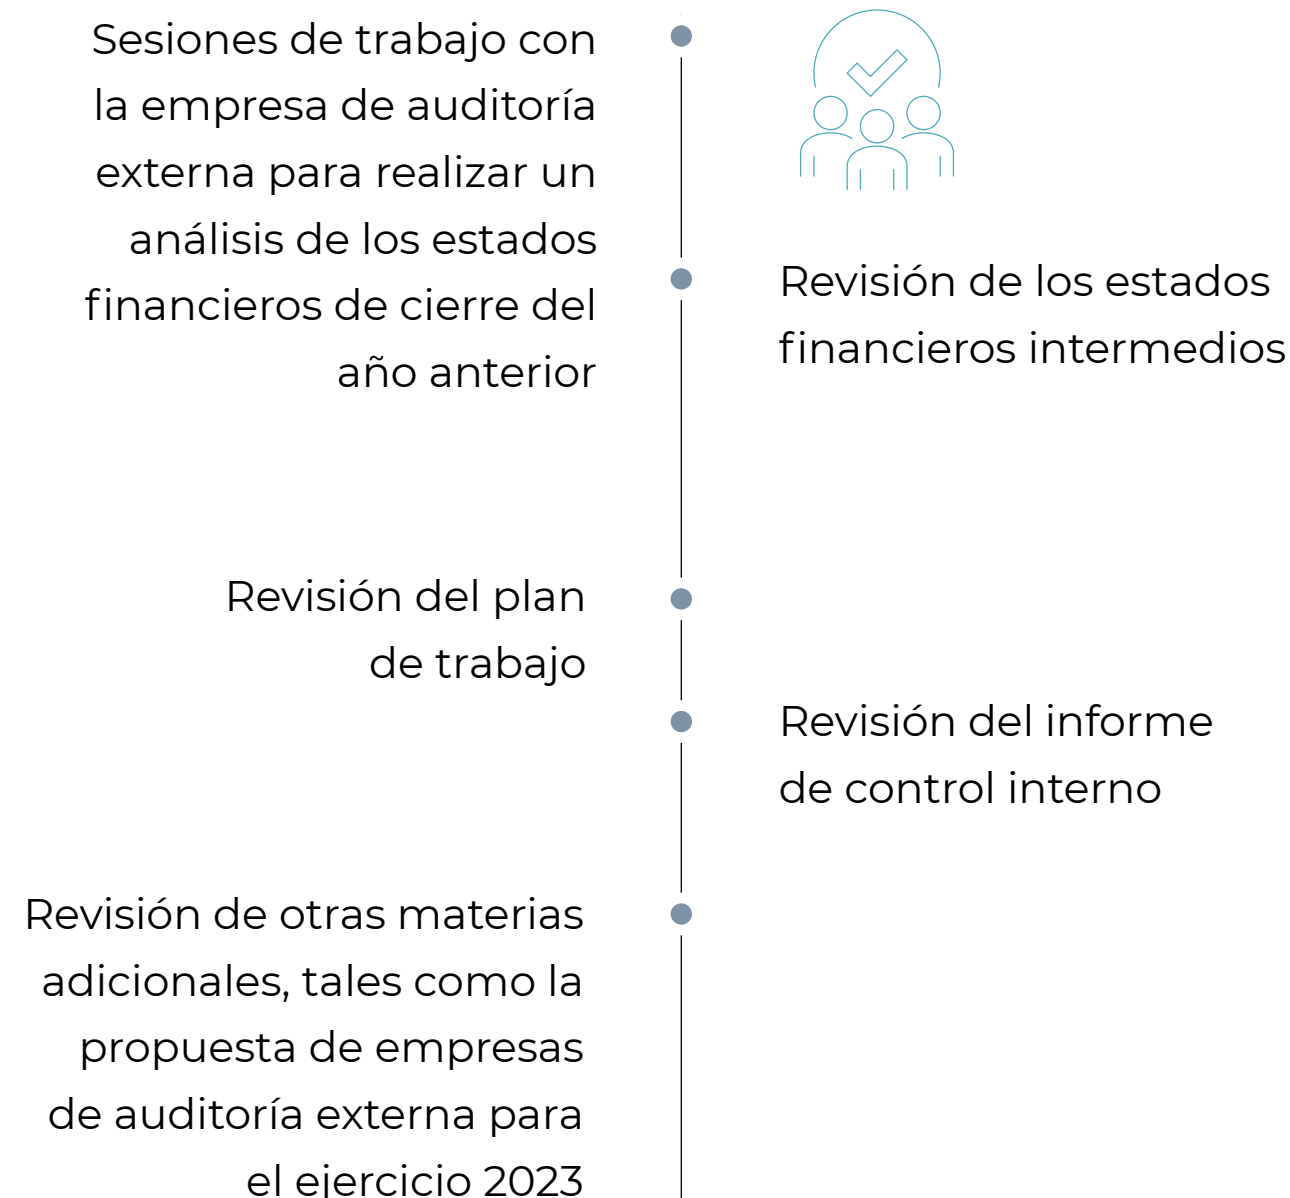 Sesiones de trabajo con
la empresa de auditoría
externa para realizar un
análisis de los estados
financieros de cierre del
año anterior
Revisión de los estados
financieros intermedios
Revisión del plan
de trabajo
Revisión del informe
de control interno
Revisión de otras materias
adicionales, tales como la
propuesta de empresas
de auditoría externa para
el ejercicio 2023